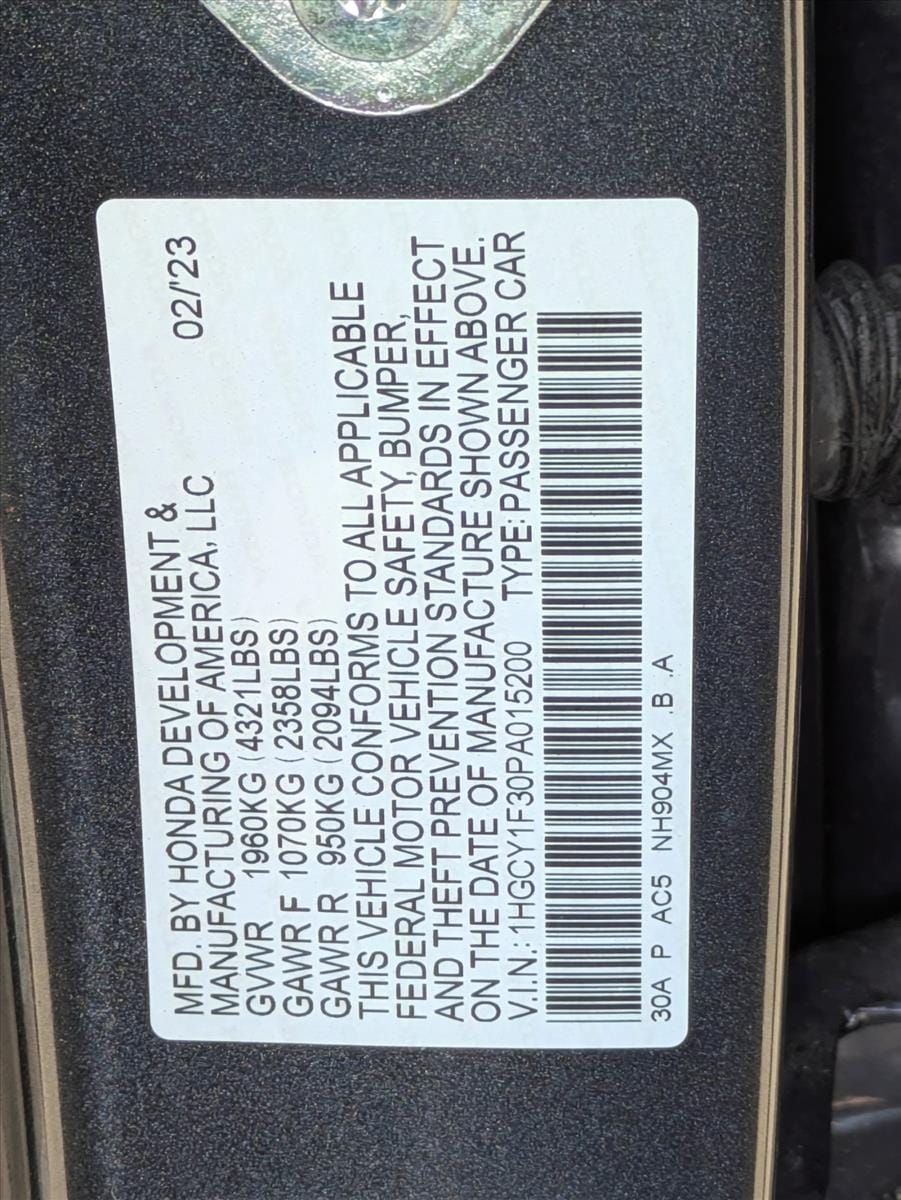 MFD. BY HONDA DEVELOPMENT &
MANUFACTURING OF AMERICA, LLC 02/'23
GVWR 1960KG (4321LBS)
GAWR F 1070KG (2358LBS)
GAWR R 950KG (2094LBS)
THIS VEHICLE CONFORMS TO ALL APPLICABLE
FEDERAL MOTOR VEHICLE SAFETY, BUMPER,
AND THEFT PREVENTION STANDARDS IN EFFECT
ON THE DATE OF MANUFACTURE SHOWN ABOVE.
V.I.N.: 1HGCY1F30PA015200 TYPE: PASSENGER CAR
30A P AC5 NH904MX .B .A